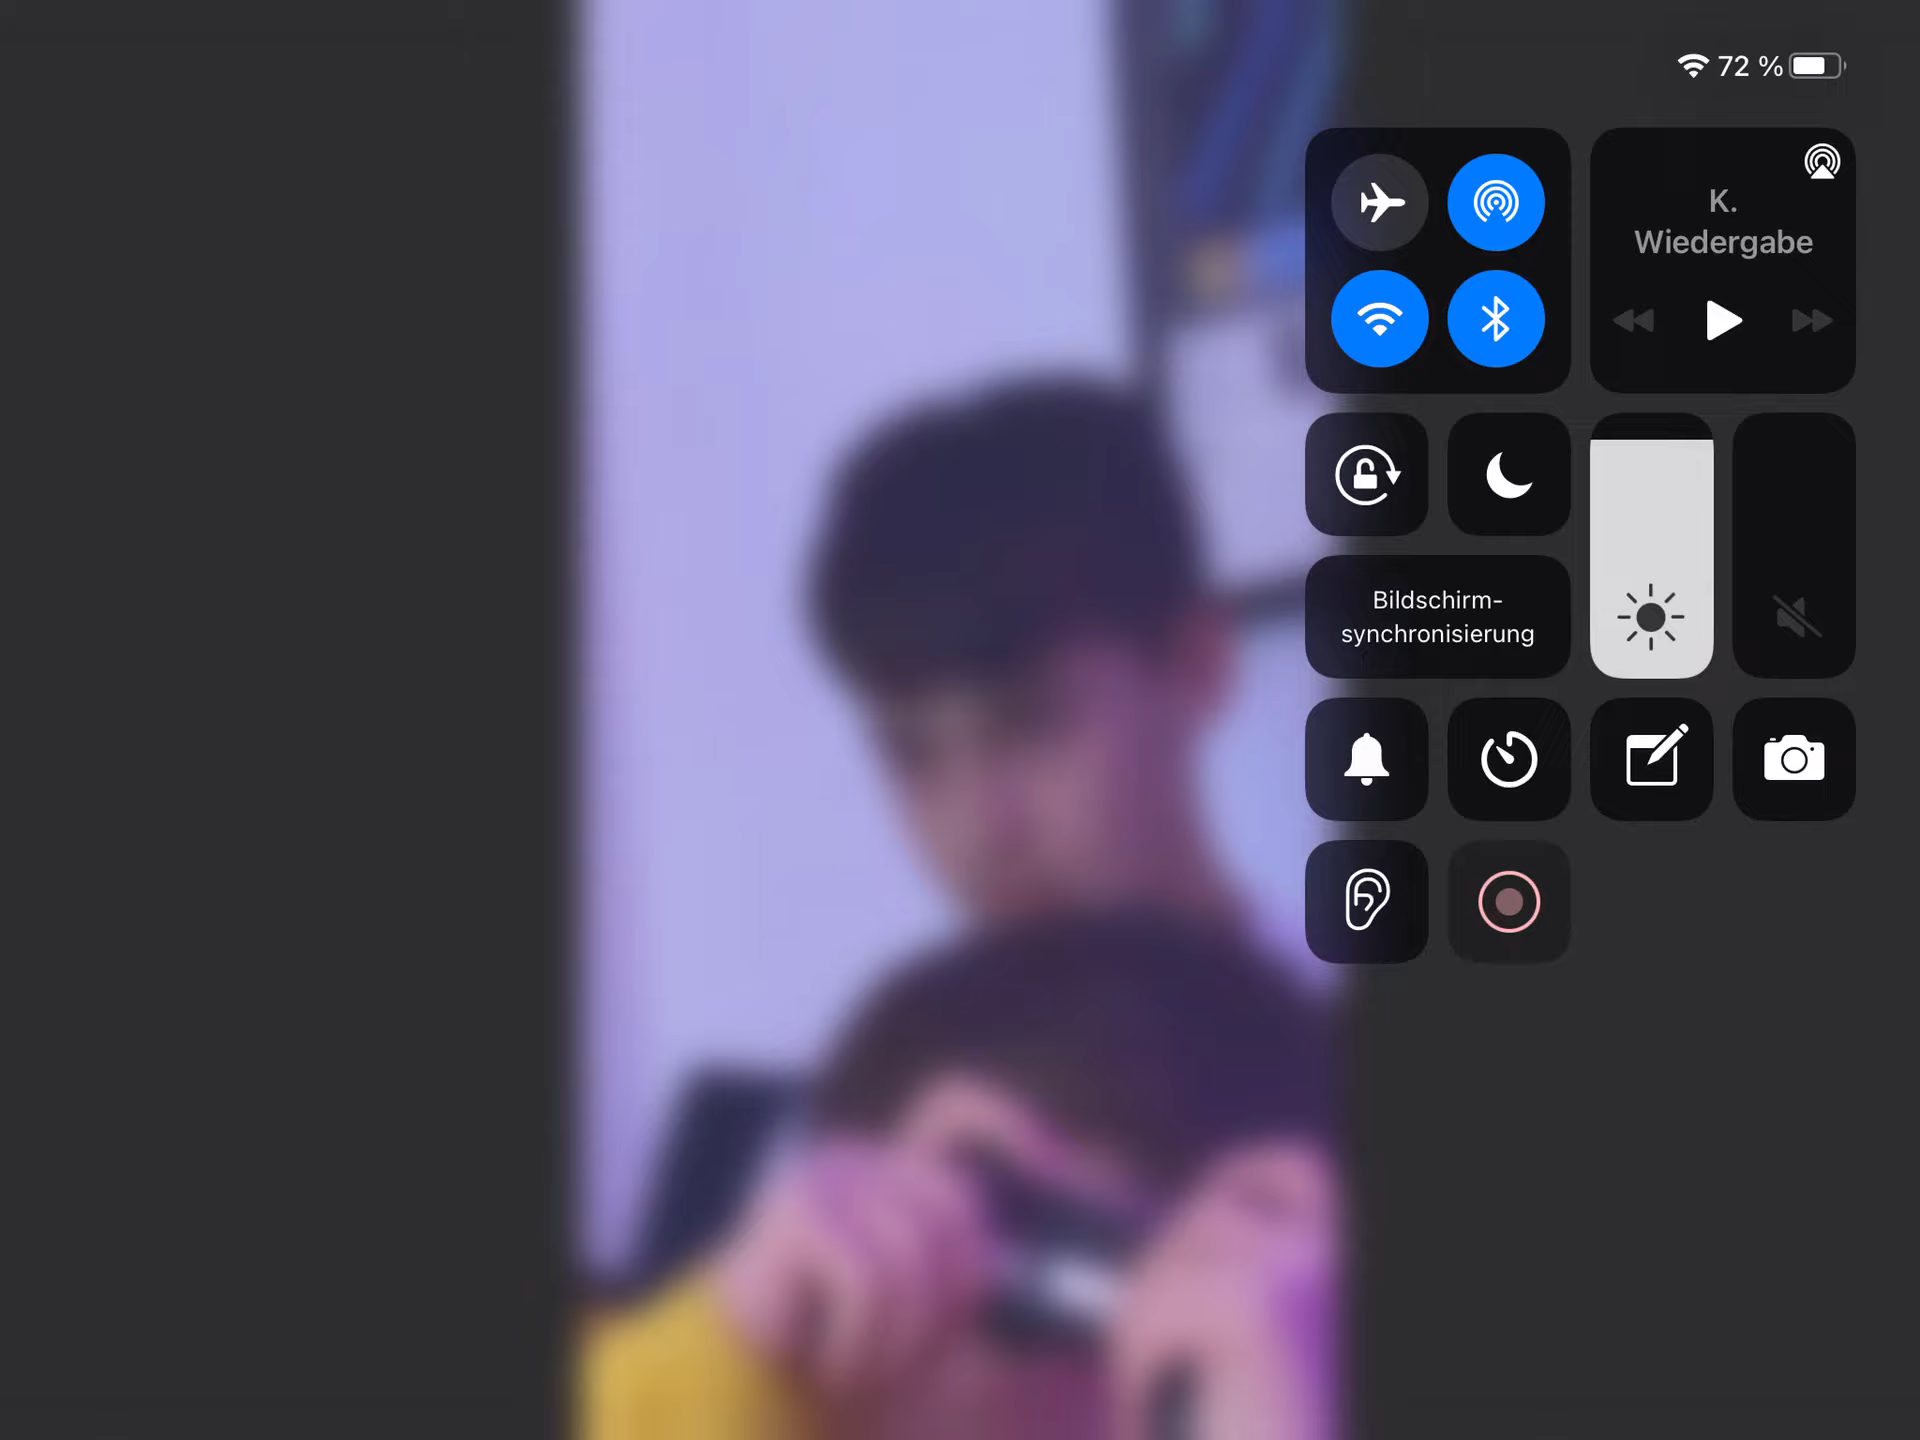 72 %
K.
Wiedergabe
Bildschirm-
synchronisierung